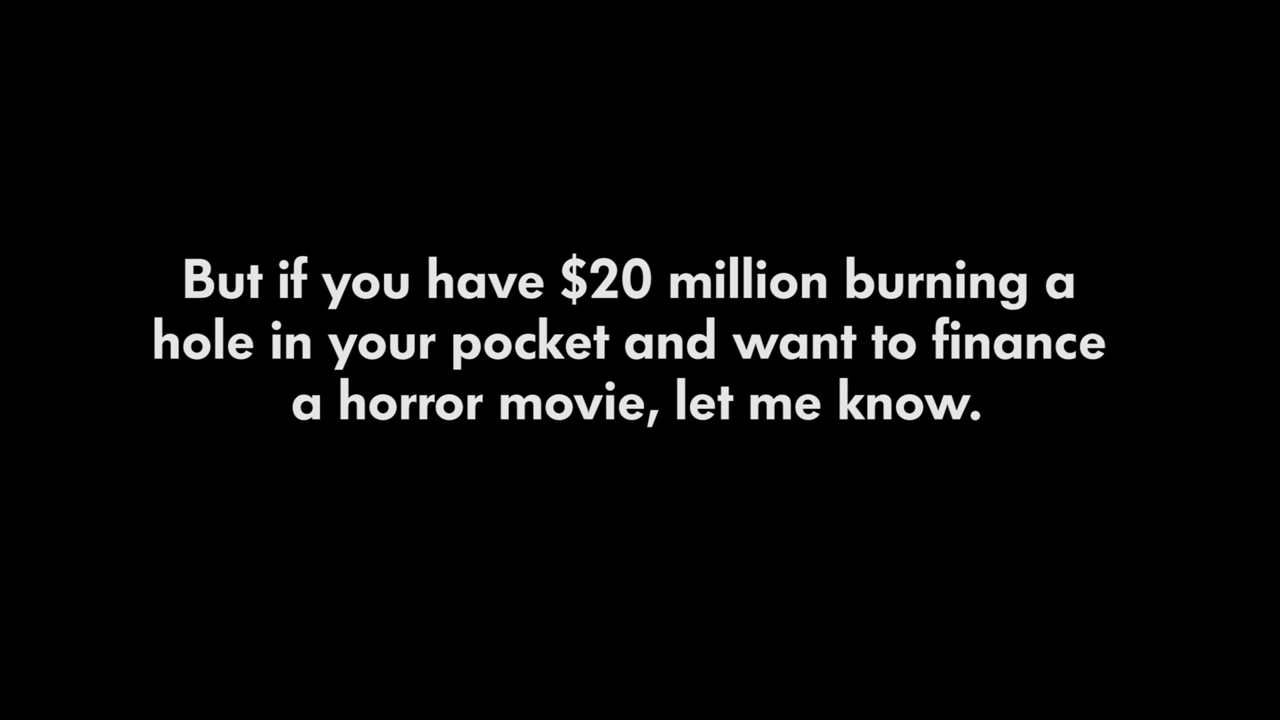 But if you have $20 million burning a
hole in your pocket and want to finance
a horror movie, let me know.